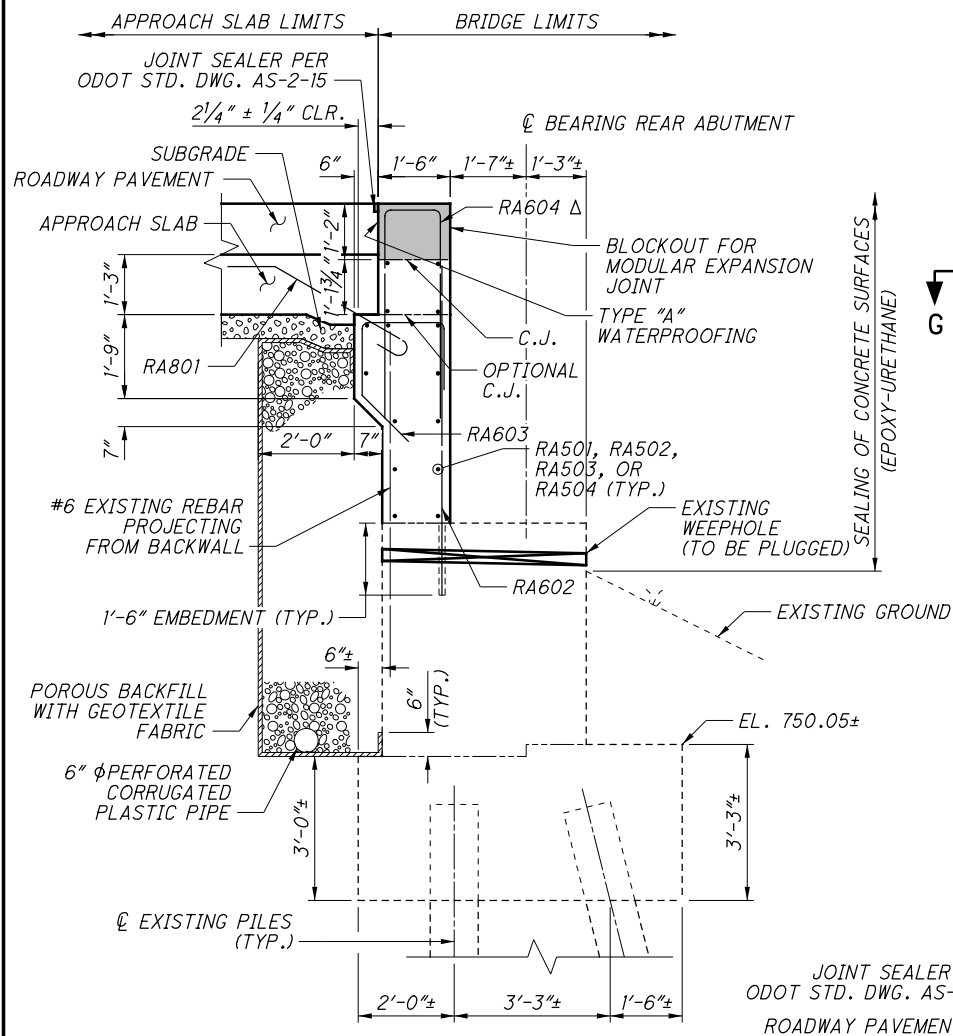 APPROACH SLAB LIMITS
BRIDGE LIMITS
JOINT SEALER PER
ODOT STD. DWG. AS-2-15
2¼" ± ¼" CLR.
℄ BEARING REAR ABUTMENT
SUBGRADE
6"
1'-6"
1'-7"±
1'-3"±
ROADWAY PAVEMENT
RA604 Δ
APPROACH SLAB
1'-2"
BLOCKOUT FOR
MODULAR EXPANSION
JOINT
1'-3"
1'-1¾"
TYPE "A"
WATERPROOFING
SEALING OF CONCRETE SURFACES
(EPOXY-URETHANE)
G
C.J.
RA801
1'-9"
OPTIONAL
C.J.
7"
2'-0"
7"
RA603
RA501, RA502,
RA503, OR
RA504 (TYP.)
#6 EXISTING REBAR
PROJECTING
FROM BACKWALL
EXISTING
WEEPHOLE
(TO BE PLUGGED)
RA602
1'-6" EMBEDMENT (TYP.)
EXISTING GROUND
6"±
6"
(TYP.)
POROUS BACKFILL
WITH GEOTEXTILE
FABRIC
EL. 750.05±
6" ϕ PERFORATED
CORRUGATED
PLASTIC PIPE
3'-0"±
3'-3"±
℄ EXISTING PILES
(TYP.)
2'-0"±
3'-3"±
1'-6"±
JOINT SEALER
ODOT STD. DWG. AS-
ROADWAY PAVEMEN